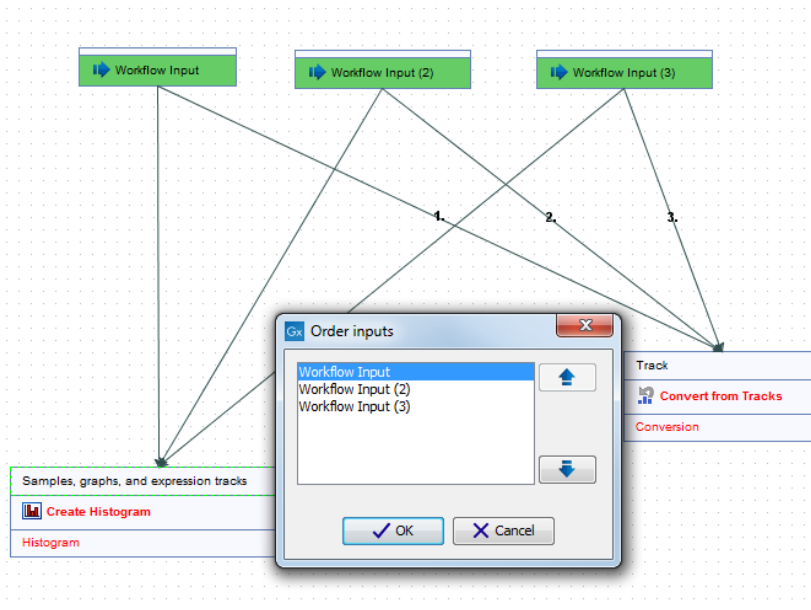 Workflow Input
Workflow Input (2)
Workflow Input (3)
1.
2.
3.
Gx Order inputs
Workflow Input
Workflow Input (2)
Workflow Input (3)
OK
Cancel
Track
Convert from Tracks
Conversion
Samples, graphs, and expression tracks
Create Histogram
Histogram